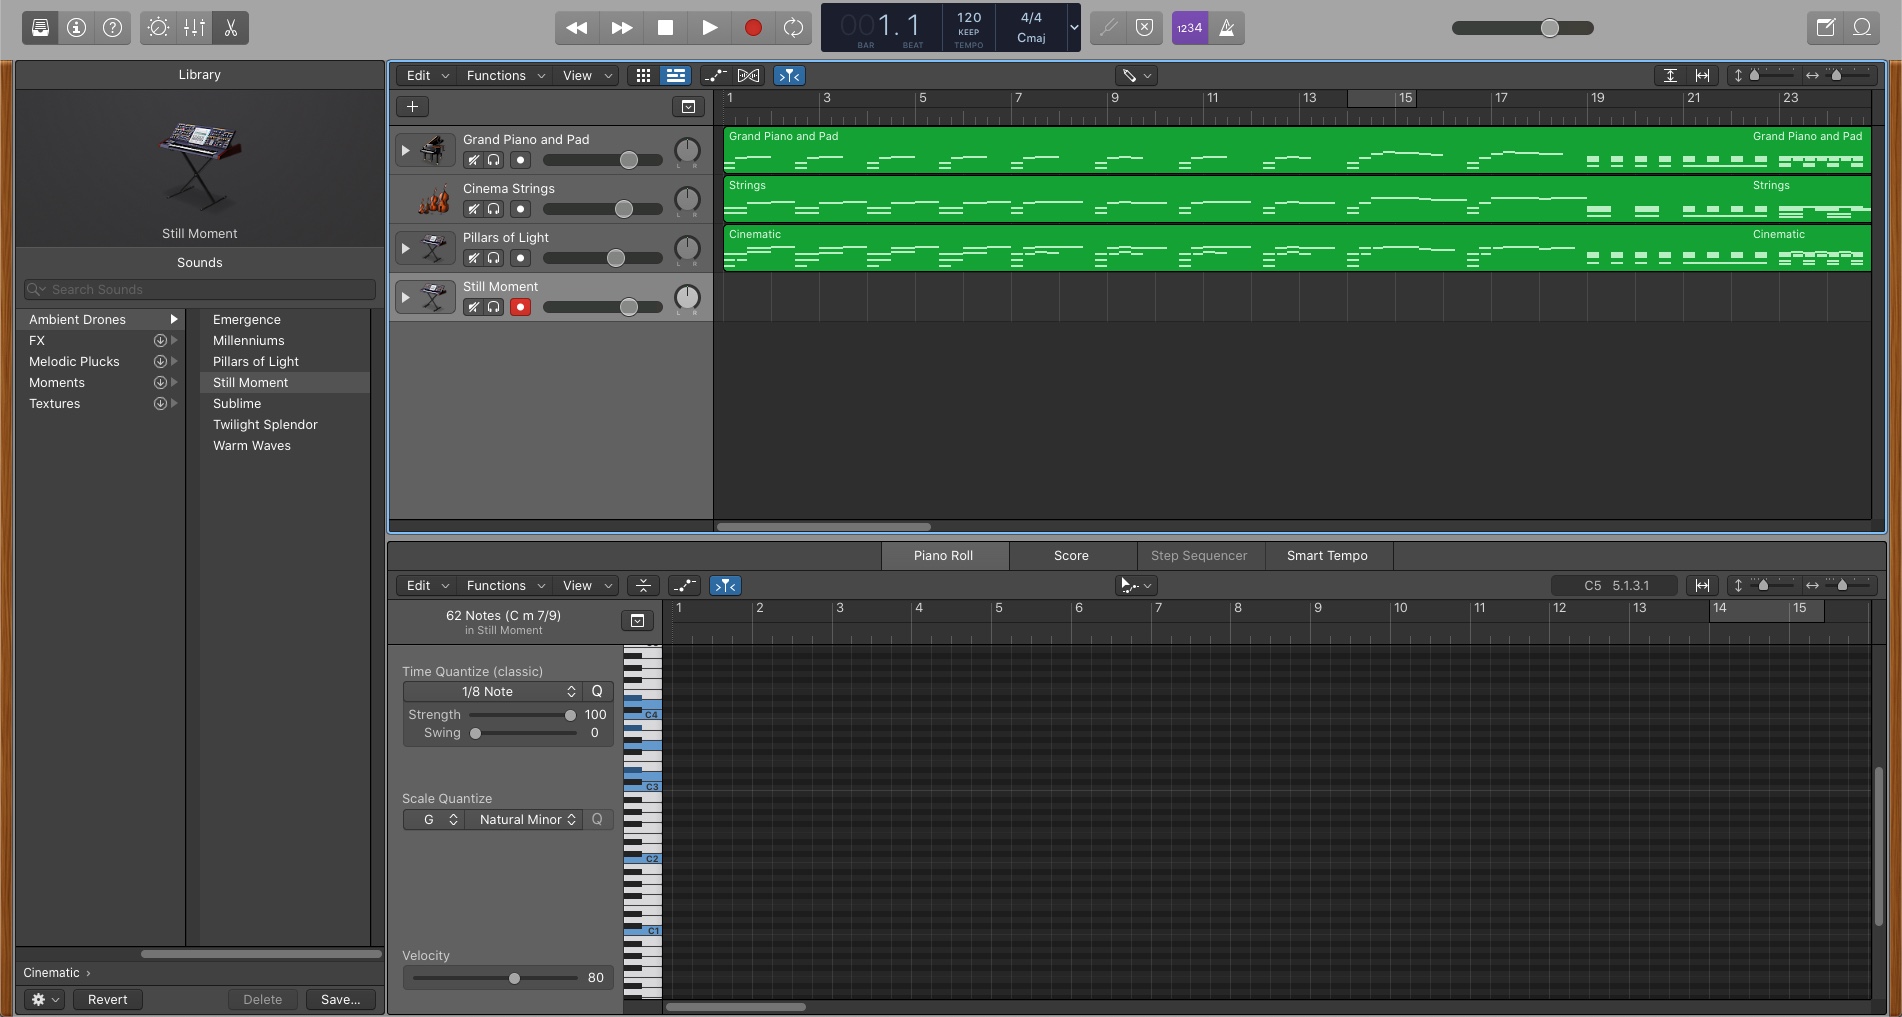 001.1
BAR BEAT
120
KEEP
TEMPO
4/4
Cmaj
1234
Library
Still Moment
Sounds
Search Sounds
Ambient Drones
FX
Melodic Plucks
Moments
Textures
Emergence
Millenniums
Pillars of Light
Still Moment
Sublime
Twilight Splendor
Warm Waves
Cinematic ›
Revert
Delete
Save...
Edit Functions View
1 3 5 7 9 11 13 15 17 19 21 23
Grand Piano and Pad
L R
Cinema Strings
L R
Pillars of Light
L R
Still Moment
L R
Grand Piano and Pad Grand Piano and Pad
Strings Strings
Cinematic Cinematic
Piano Roll Score Step Sequencer Smart Tempo
Edit Functions View
C5 5.1.3.1
62 Notes (C m 7/9)
in Still Moment
1 2 3 4 5 6 7 8 9 10 11 12 13 14 15
Time Quantize (classic)
1/8 Note Q
Strength 100
Swing 0
Scale Quantize
G Natural Minor Q
Velocity
80
C4
C3
C2
C1